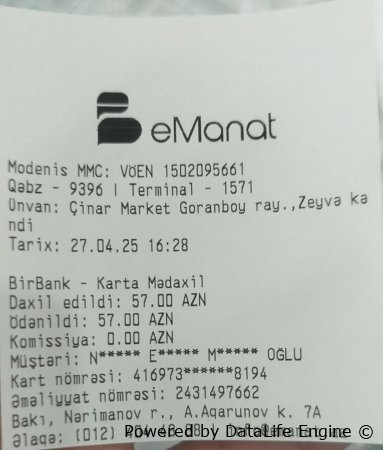 eManat
Modenis MMC: VÖEN 1502095661
Qəbz - 9396 | Terminal - 1571
Ünvan: Çinar Market Goranboy ray.,Zeyvə kə
ndi
Tarix: 27.04.25 16:28
BirBank - Karta Mədaxil
Daxil edildi: 57.00 AZN
Ödənildi: 57.00 AZN
Komissiya: 0.00 AZN
Müştəri: N***** E***** M***** OĞLU
Kart nömrəsi: 416973******8194
Əməliyyat nömrəsi: 2431497662
Bakı, Nərimanov r., A.Aqarunov k. 7A
Əlaqə: (012)
Powered by DataLife Engine ©